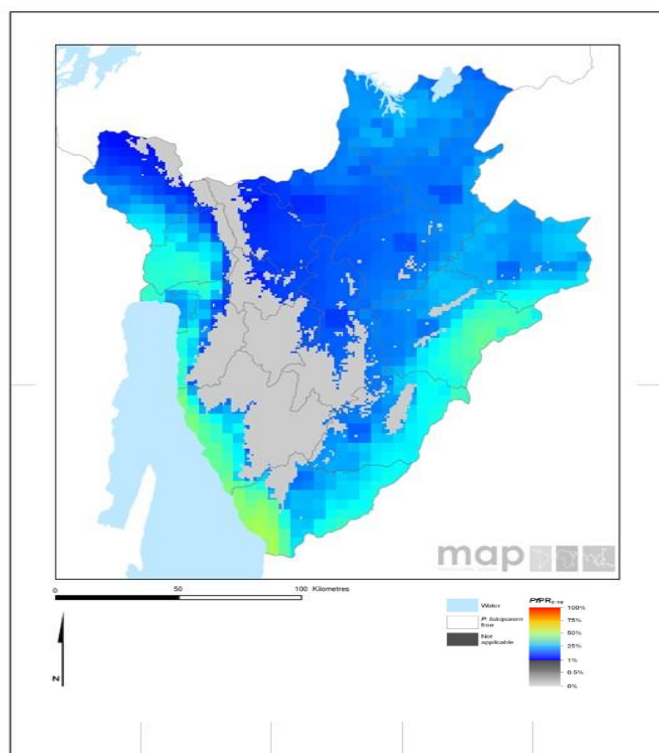 map
0
50
100 Kilometres
N
Water
P. falciparum
free
Not
applicable
PfPR₂₋₁₀
100%
75%
50%
25%
1%
0.5%
0%